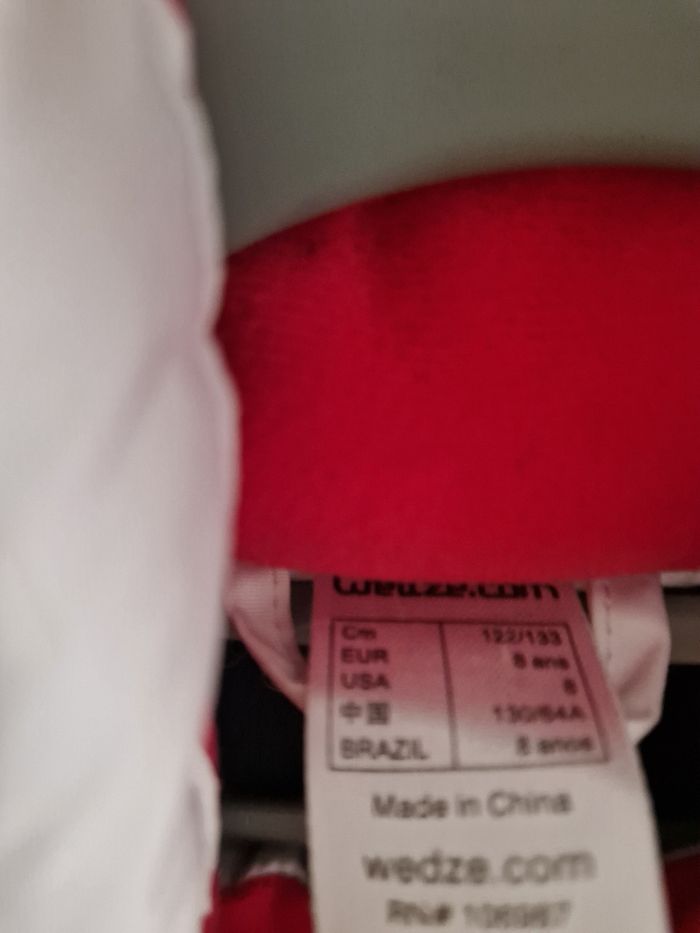 wedze.com
Cm 122/133
EUR 8 ans
USA 8
中国 130/64A
BRAZIL 8 anos
Made in China
wedze.com
RN#